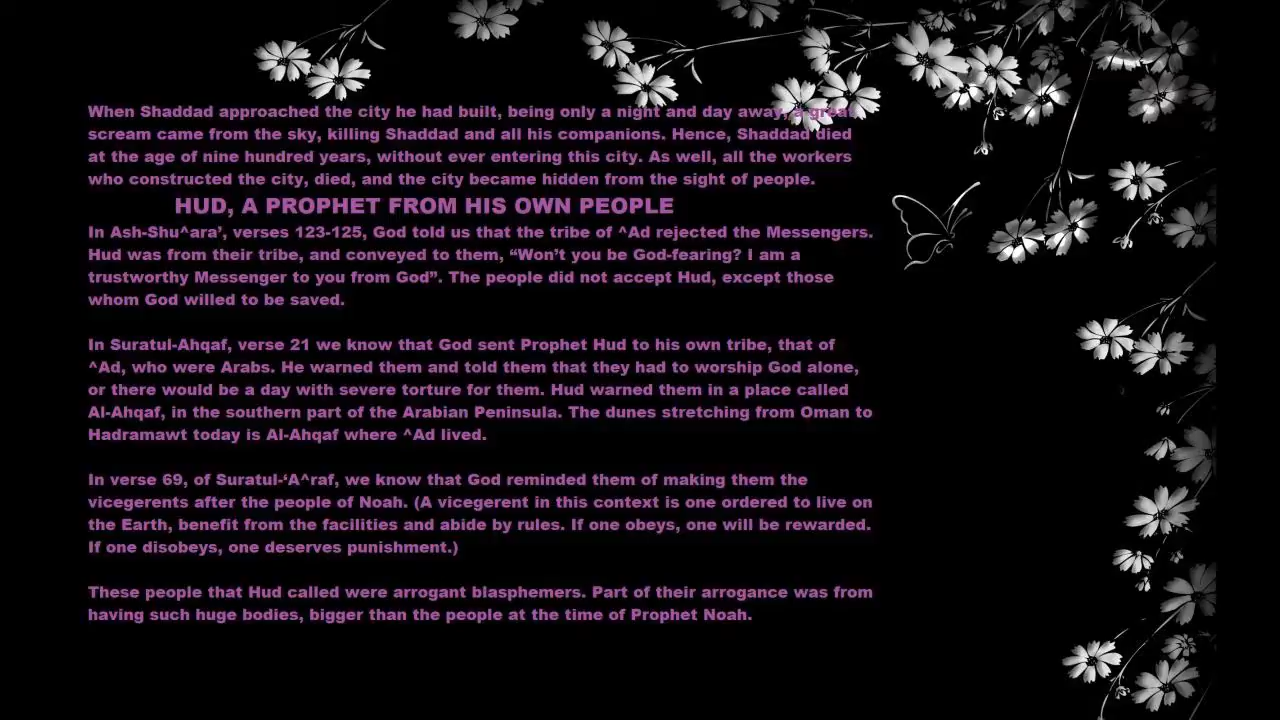 When Shaddad approached the city he had built, being only a night and day away, a great
scream came from the sky, killing Shaddad and all his companions. Hence, Shaddad died
at the age of nine hundred years, without ever entering this city. As well, all the workers
who constructed the city, died, and the city became hidden from the sight of people.
HUD, A PROPHET FROM HIS OWN PEOPLE
In Ash-Shu^ara’, verses 123-125, God told us that the tribe of ^Ad rejected the Messengers.
Hud was from their tribe, and conveyed to them, “Won’t you be God-fearing? I am a
trustworthy Messenger to you from God”. The people did not accept Hud, except those
whom God willed to be saved.
In Suratul-Ahqaf, verse 21 we know that God sent Prophet Hud to his own tribe, that of
^Ad, who were Arabs. He warned them and told them that they had to worship God alone,
or there would be a day with severe torture for them. Hud warned them in a place called
Al-Ahqaf, in the southern part of the Arabian Peninsula. The dunes stretching from Oman to
Hadramawt today is Al-Ahqaf where ^Ad lived.
In verse 69, of Suratul-‘A^raf, we know that God reminded them of making them the
vicegerents after the people of Noah. (A vicegerent in this context is one ordered to live on
the Earth, benefit from the facilities and abide by rules. If one obeys, one will be rewarded.
If one disobeys, one deserves punishment.)
These people that Hud called were arrogant blasphemers. Part of their arrogance was from
having such huge bodies, bigger than the people at the time of Prophet Noah.